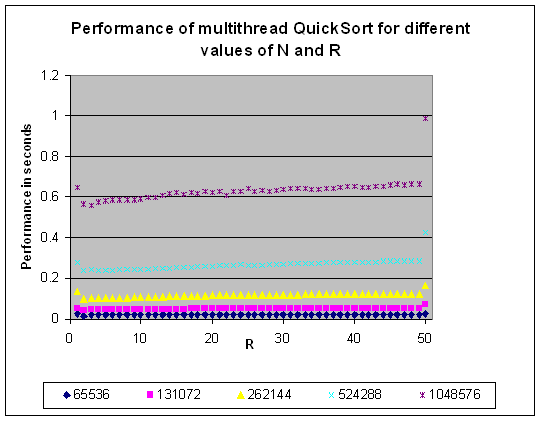 Performance of multithread QuickSort for different
values of N and R
1.2
1
0.8
0.6
0.4
0.2
0
Performance in seconds
0 10 20 30 40 50
R
65536 131072 262144 524288 1048576